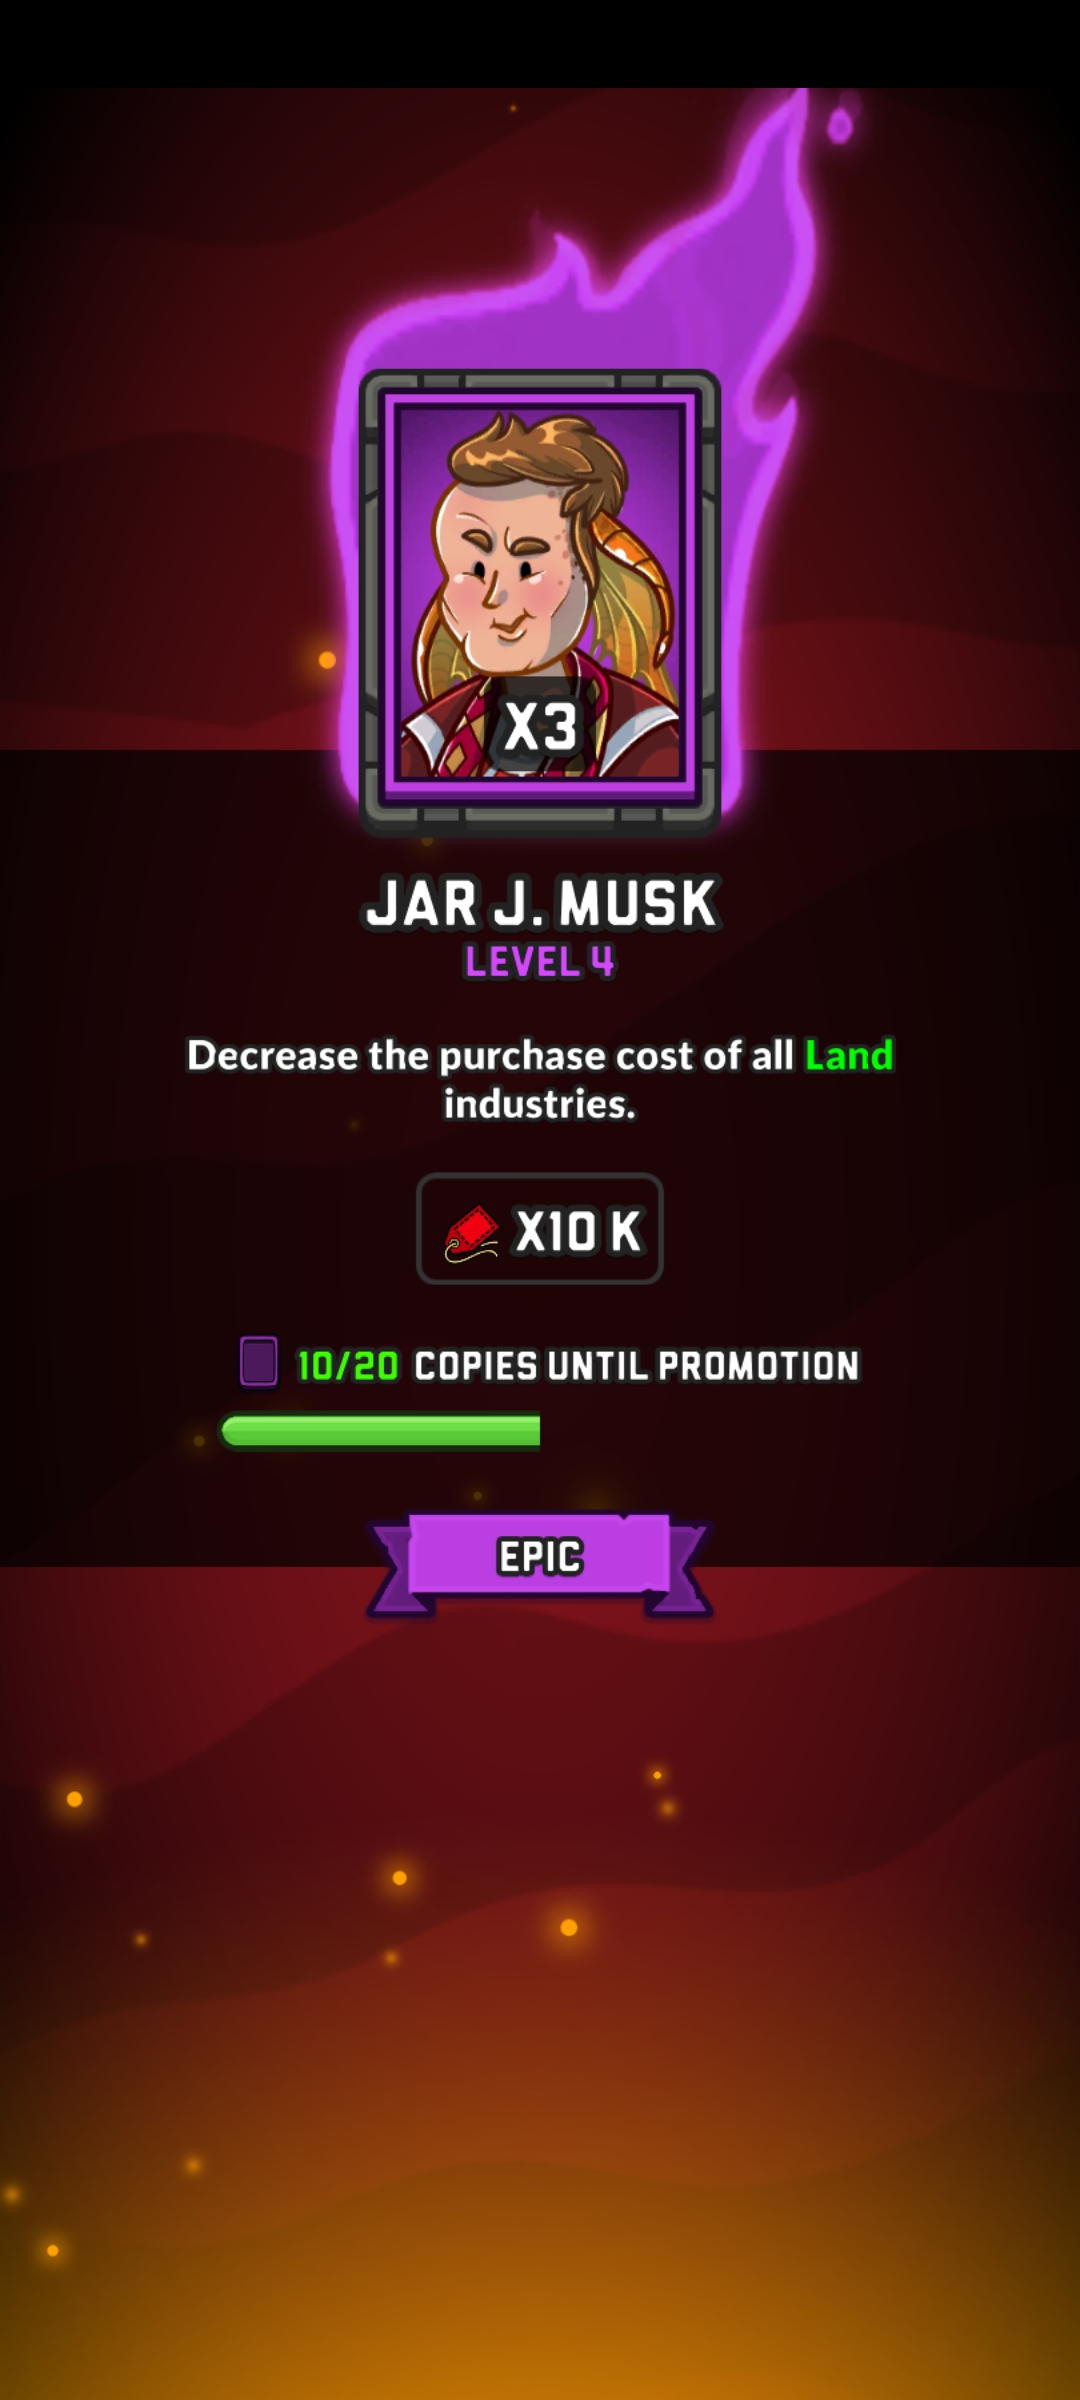 X3
JAR J. MUSK
LEVEL 4
Decrease the purchase cost of all Land
industries.
X10 K
10/20 COPIES UNTIL PROMOTION
EPIC